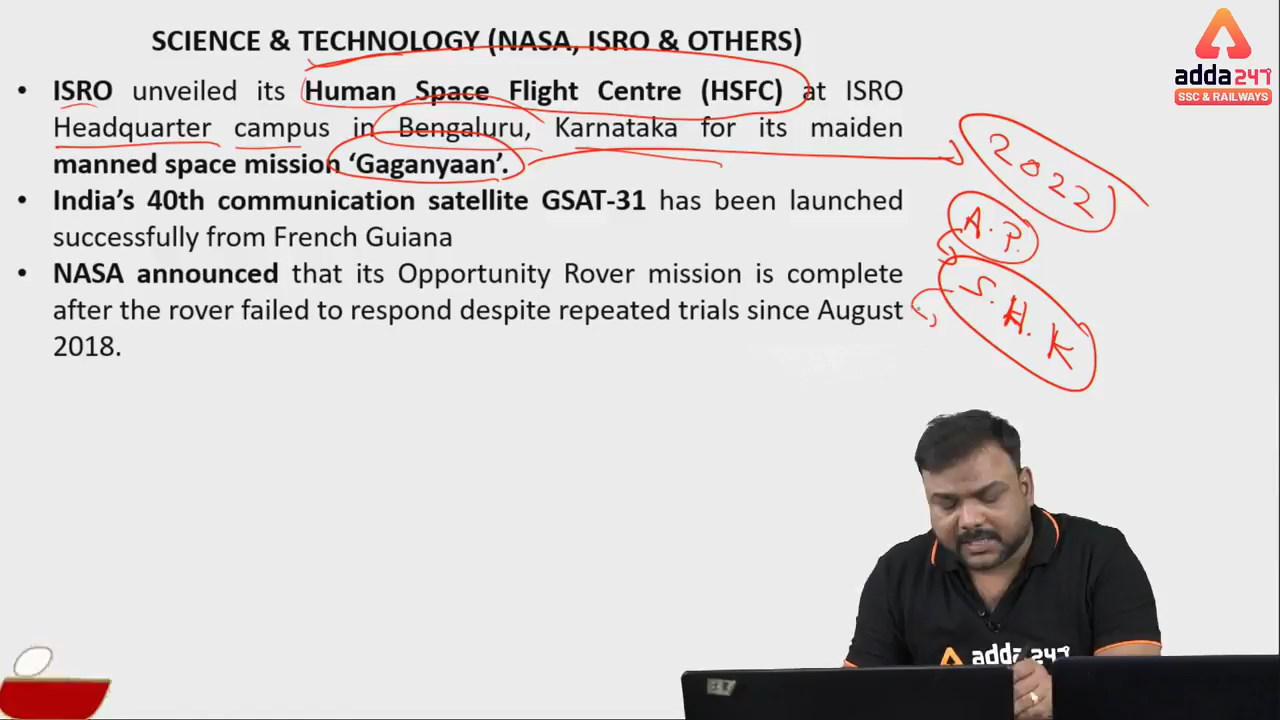 SCIENCE & TECHNOLOGY (NASA, ISRO & OTHERS)
adda247
SSC & RAILWAYS
• ISRO unveiled its Human Space Flight Centre (HSFC) at ISRO
Headquarter campus in Bengaluru, Karnataka for its maiden
manned space mission ‘Gaganyaan’.
2022
• India’s 40th communication satellite GSAT-31 has been launched
successfully from French Guiana
A.P.
• NASA announced that its Opportunity Rover mission is complete
after the rover failed to respond despite repeated trials since August
2018.
S.H.K
adda247